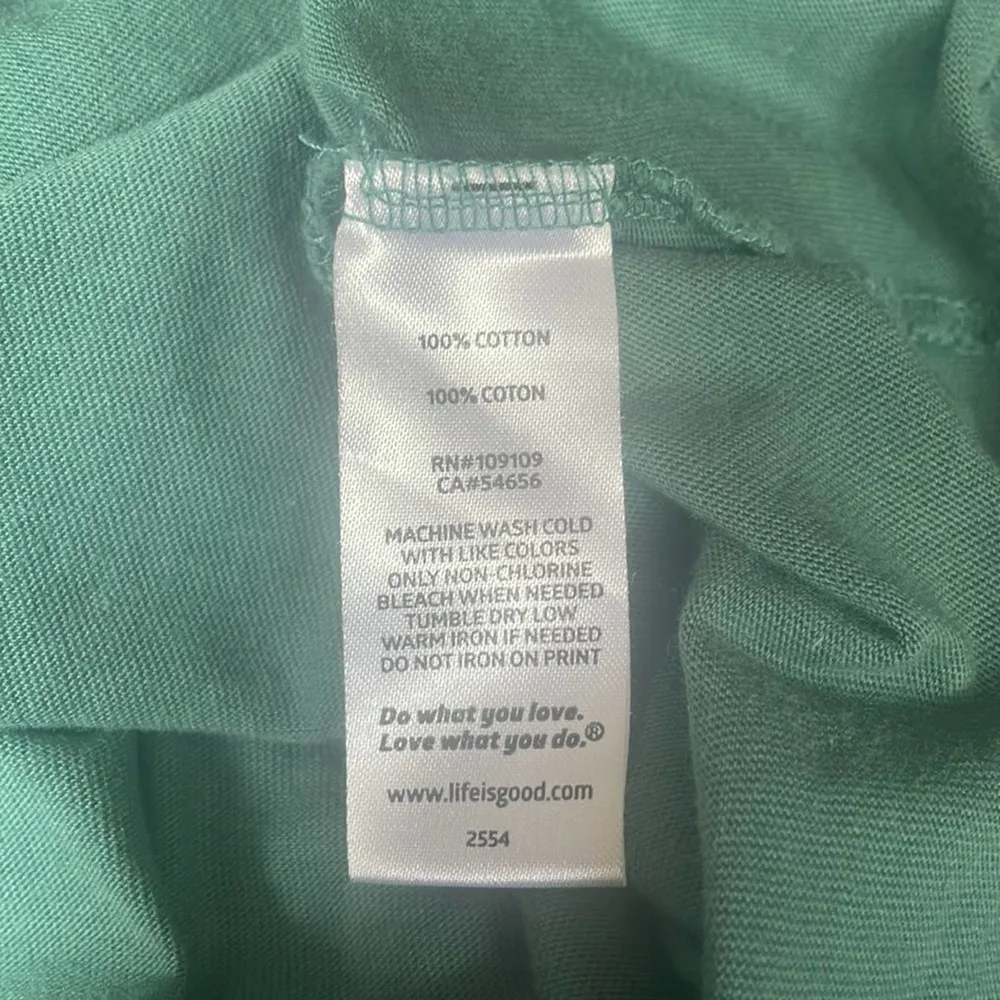 100% COTTON
100% COTON
RN#109109
CA#54656
MACHINE WASH COLD
WITH LIKE COLORS
ONLY NON-CHLORINE
BLEACH WHEN NEEDED
TUMBLE DRY LOW
WARM IRON IF NEEDED
DO NOT IRON ON PRINT
Do what you love.
Love what you do.®
www.lifeisgood.com
2554